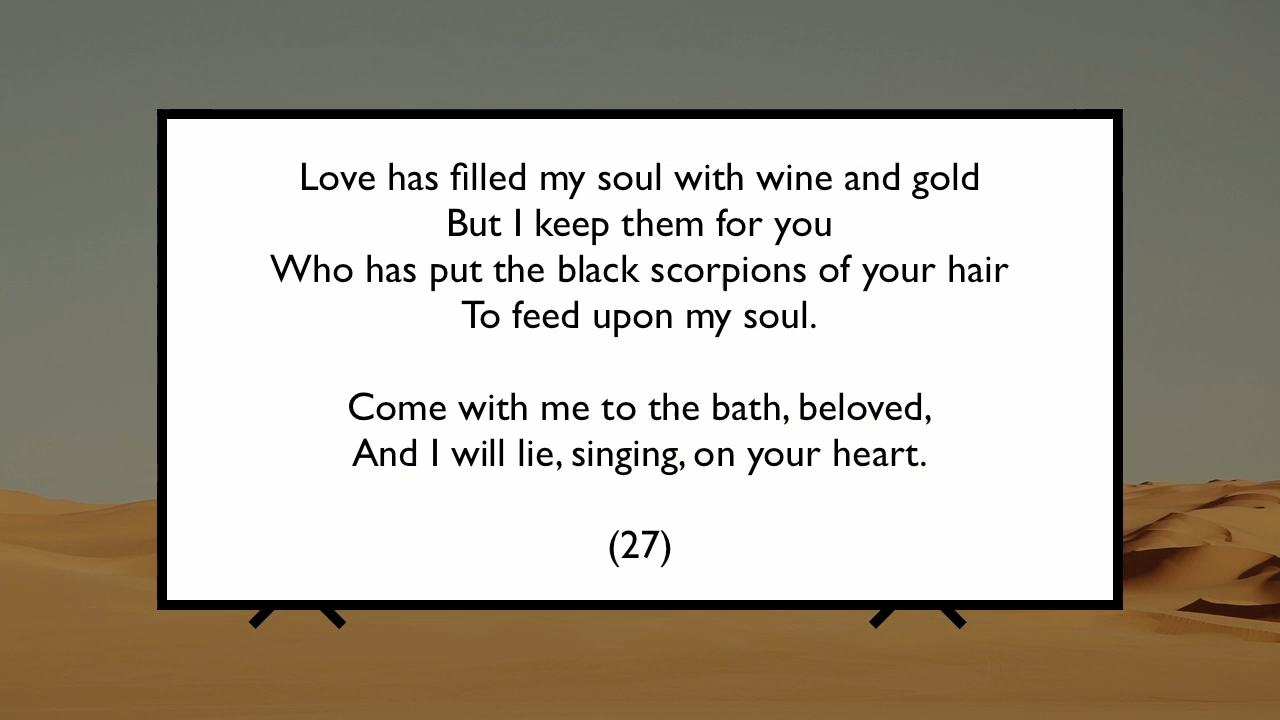 Love has filled my soul with wine and gold
But I keep them for you
Who has put the black scorpions of your hair
To feed upon my soul.
Come with me to the bath, beloved,
And I will lie, singing, on your heart.
(27)